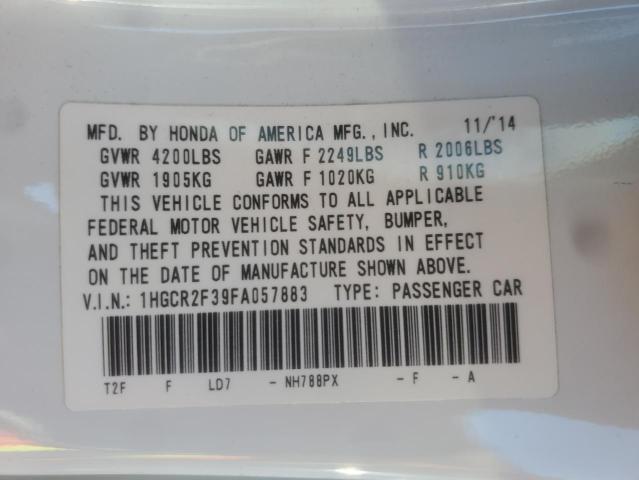 MFD. BY HONDA OF AMERICA MFG., INC. 11/'14
GVWR 4200LBS GAWR F 2249LBS R 2006LBS
GVWR 1905KG GAWR F 1020KG R 910KG
THIS VEHICLE CONFORMS TO ALL APPLICABLE
FEDERAL MOTOR VEHICLE SAFETY, BUMPER,
AND THEFT PREVENTION STANDARDS IN EFFECT
ON THE DATE OF MANUFACTURE SHOWN ABOVE.
V.I.N.: 1HGCR2F39FA057883 TYPE: PASSENGER CAR
T2F F LD7 - NH788PX - F - A